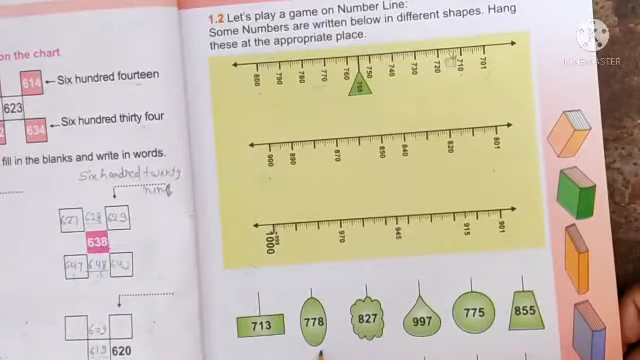 on the chart
614 Six hundred fourteen
623
634 Six hundred thirty four
fill in the blanks and write in words.
Six hundred twenty
nine
627 628 629
638
647 648 649
609
619 620
1.2 Let's play a game on Number Line:
Some Numbers are written below in different shapes. Hang
these at the appropriate place.
800 790 780 770 760 750 740 730 720 710 701
755
900 890 870 850 840 820 801
1000 970 945 915 901
713 778 827 997 775 855